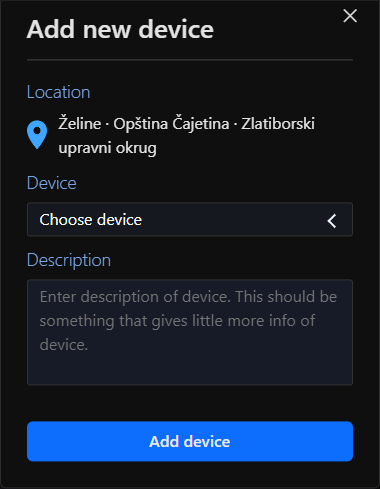 Add new device
Location
Želine · Opština Čajetina · Zlatiborski
upravni okrug
Device
Choose device
Description
Enter description of device. This should be
something that gives little more info of
device.
Add device